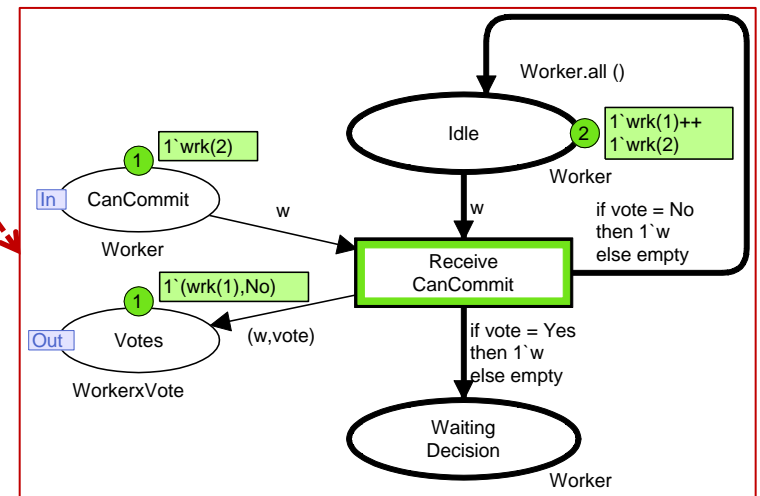 Worker.all ()
Idle
2
1`wrk(1)++
1`wrk(2)
Worker
1
1`wrk(2)
In
CanCommit
Worker
w
w
if vote = No
then 1`w
else empty
Receive
CanCommit
1
1`(wrk(1),No)
Out
Votes
(w,vote)
WorkerxVote
if vote = Yes
then 1`w
else empty
Waiting
Decision
Worker